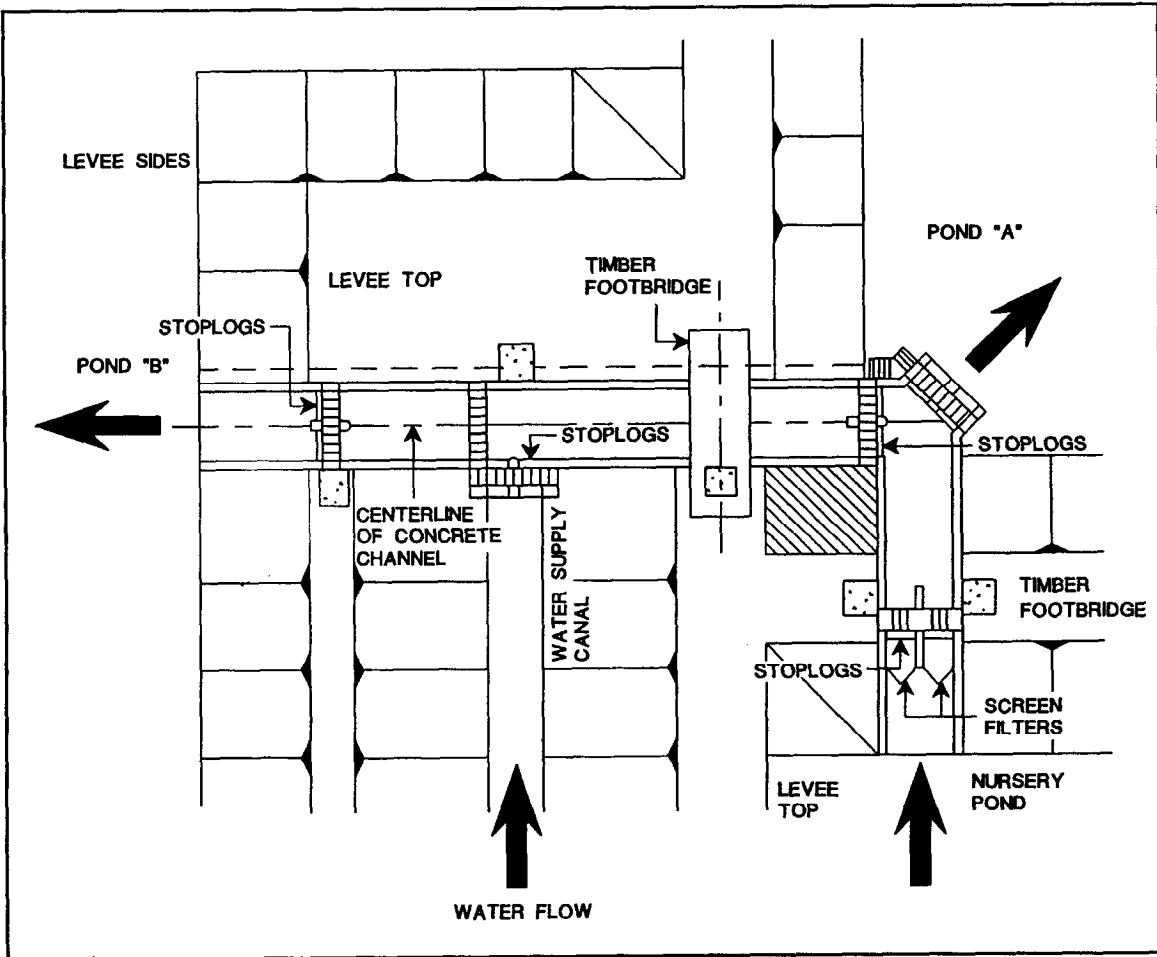 LEVEE SIDES
POND "A"
TIMBER
FOOTBRIDGE
LEVEE TOP
STOPLOGS
POND "B"
STOPLOGS
STOPLOGS
CENTERLINE
OF CONCRETE
CHANNEL
WATER SUPPLY
CANAL
TIMBER
FOOTBRIDGE
STOPLOGS
SCREEN
FILTERS
LEVEE
TOP
NURSERY
POND
WATER FLOW